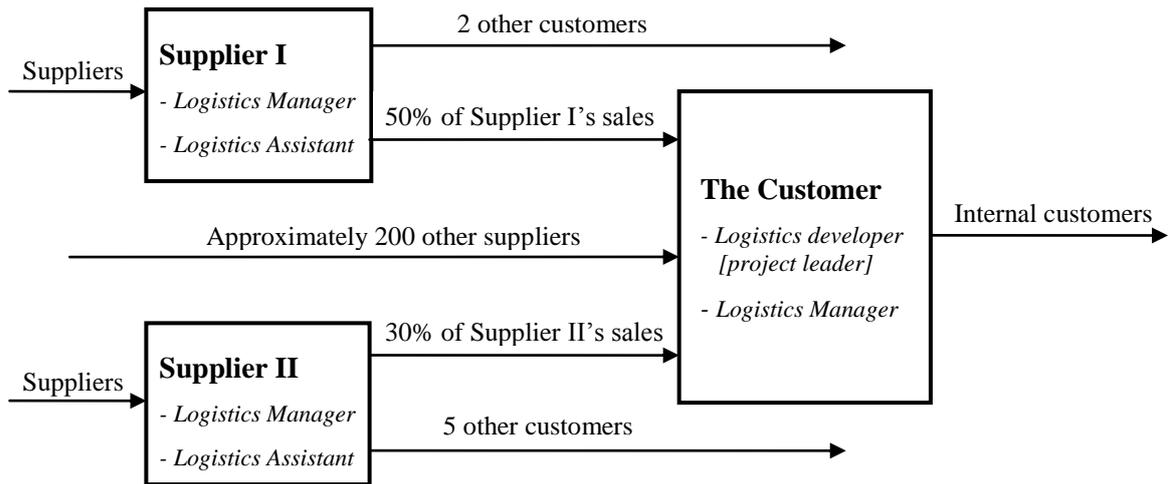 2 other customers
Suppliers
Supplier I
- Logistics Manager
- Logistics Assistant
50% of Supplier I’s sales
The Customer
- Logistics developer
[project leader]
- Logistics Manager
Internal customers
Approximately 200 other suppliers
30% of Supplier II’s sales
Suppliers
Supplier II
- Logistics Manager
- Logistics Assistant
5 other customers